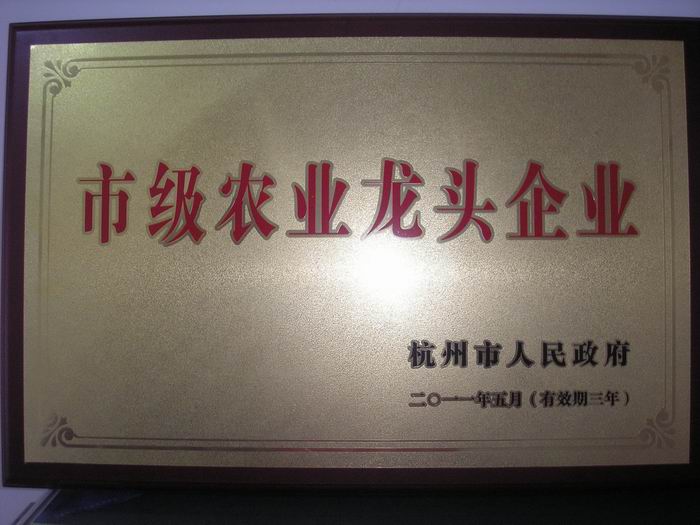 市级农业龙头企业
杭州市人民政府
二〇一一年五月(有效期三年)